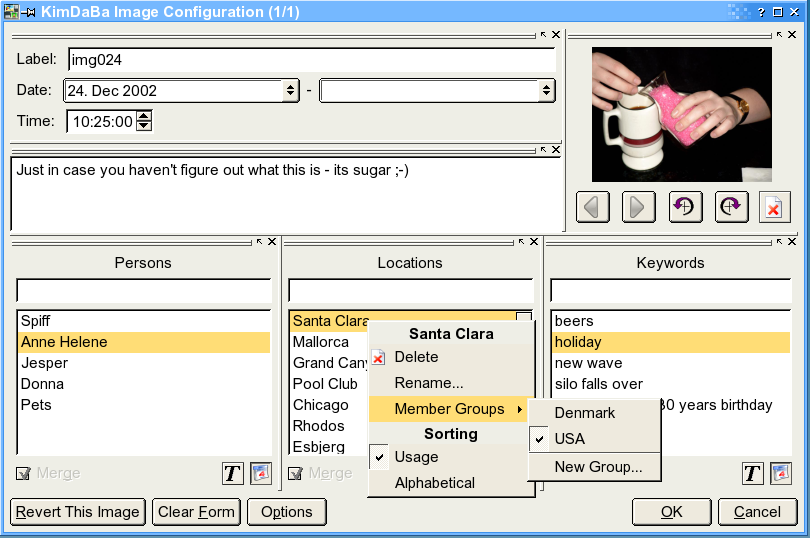 KimDaBa Image Configuration (1/1)
Label: img024
Date: 24. Dec 2002 -
Time: 10:25:00
Just in case you haven't figure out what this is - its sugar ;-)
Persons
Spiff
Anne Helene
Jesper
Donna
Pets
Merge
Locations
Santa Clara
Mallorca
Grand Cany
Pool Club
Chicago
Rhodos
Esbjerg
Merge
Santa Clara
Delete
Rename...
Member Groups
Sorting
Usage
Alphabetical
Denmark
USA
New Group...
Keywords
beers
holiday
new wave
silo falls over
0 years birthday
T
T
Revert This Image
Clear Form
Options
OK
Cancel